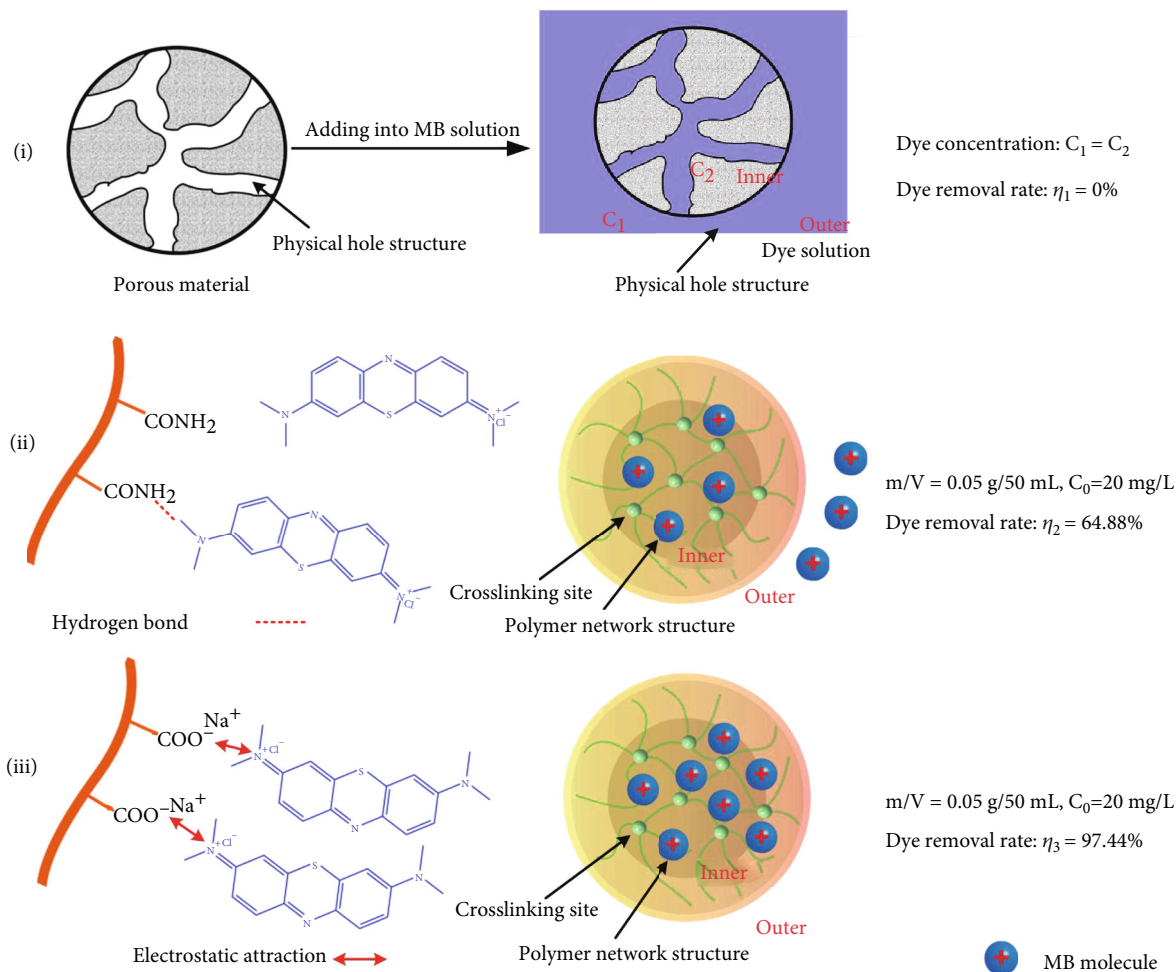 (i)
Adding into MB solution
Physical hole structure
Porous material
C₂
Inner
C₁
Outer
Dye solution
Physical hole structure
Dye concentration: C₁ = C₂
Dye removal rate: η₁ = 0%
(ii)
CONH2
CONH2
N
S
N
N
+
Cl⁻
N
S
N
N
+
Cl⁻
Hydrogen bond
Inner
Outer
Crosslinking site
Polymer network structure
m/V = 0.05 g/50 mL, C₀=20 mg/L
Dye removal rate: η₂ = 64.88%
(iii)
COO⁻Na⁺
COO⁻Na⁺
N
+Cl⁻
S
N
N
N
+Cl⁻
S
N
N
Electrostatic attraction
Inner
Outer
Crosslinking site
Polymer network structure
m/V = 0.05 g/50 mL, C₀=20 mg/L
Dye removal rate: η₃ = 97.44%
MB molecule